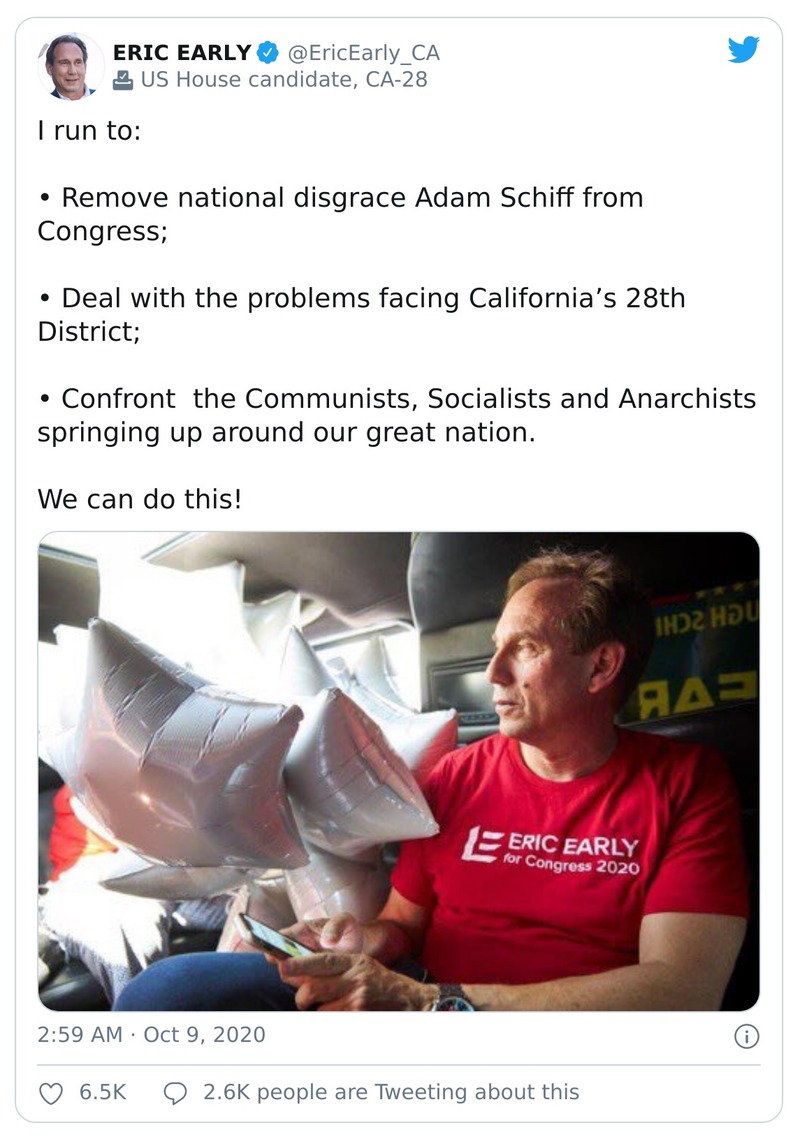 ERIC EARLY @EricEarly_CA
US House candidate, CA-28
I run to:
• Remove national disgrace Adam Schiff from
Congress;
• Deal with the problems facing California’s 28th
District;
• Confront  the Communists, Socialists and Anarchists
springing up around our great nation.
We can do this!
UGH SCHI
EAR
ERIC EARLY
for Congress 2020
2:59 AM · Oct 9, 2020
6.5K 2.6K people are Tweeting about this